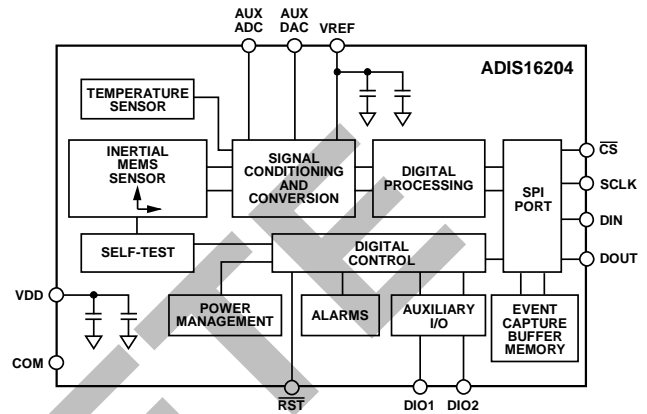 AUX
ADC
AUX
DAC
VREF
ADIS16204
TEMPERATURE
SENSOR
INERTIAL
MEMS
SENSOR
SIGNAL
CONDITIONING
AND
CONVERSION
DIGITAL
PROCESSING
SPI
PORT
CS
SCLK
DIN
DOUT
SELF-TEST
DIGITAL
CONTROL
VDD
POWER
MANAGEMENT
ALARMS
AUXILIARY
I/O
EVENT
CAPTURE
BUFFER
MEMORY
COM
RST
DIO1
DIO2